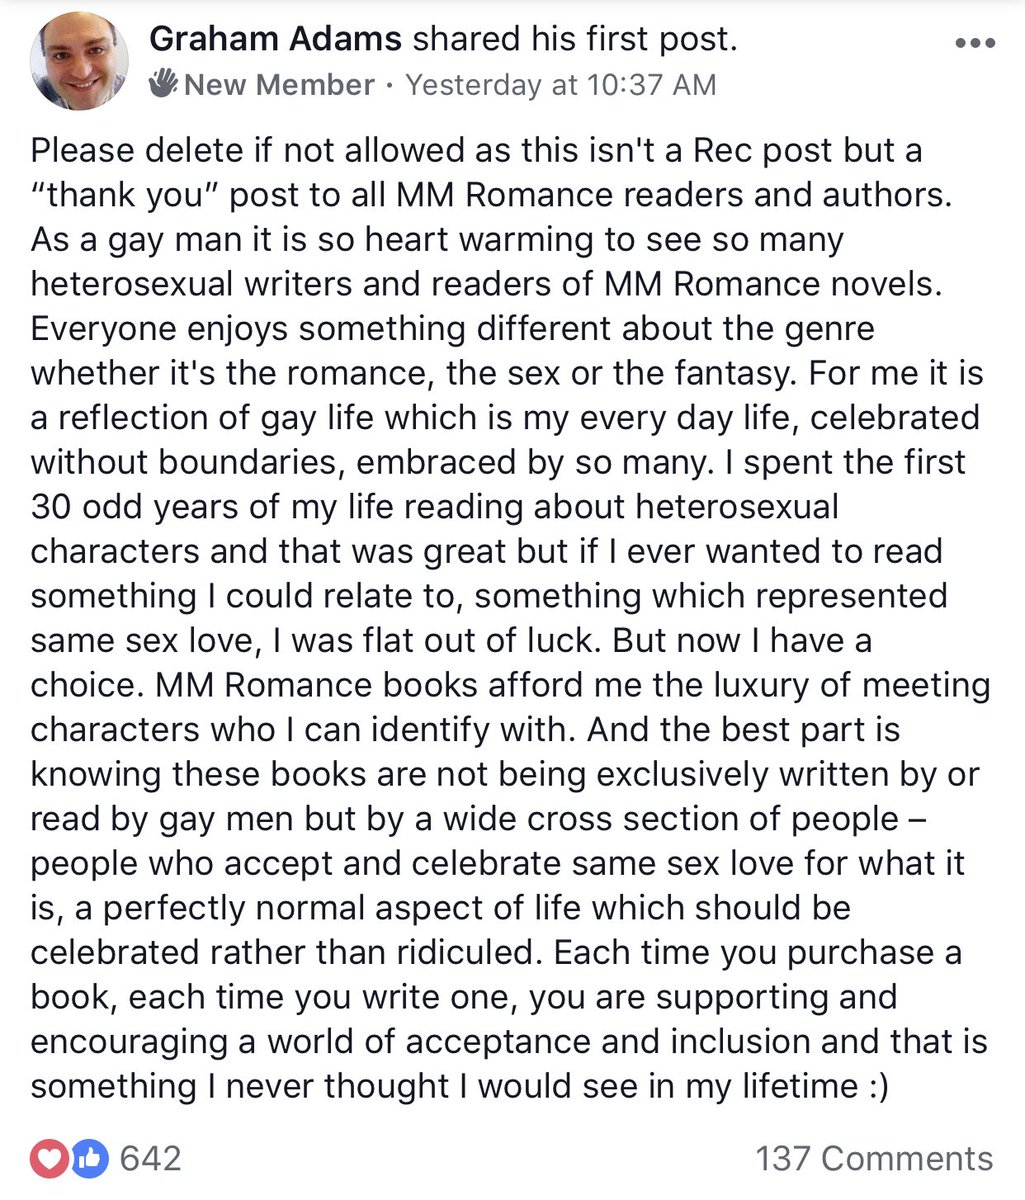 Graham Adams shared his first post.
New Member · Yesterday at 10:37 AM
Please delete if not allowed as this isn't a Rec post but a
“thank you” post to all MM Romance readers and authors.
As a gay man it is so heart warming to see so many
heterosexual writers and readers of MM Romance novels.
Everyone enjoys something different about the genre
whether it's the romance, the sex or the fantasy. For me it is
a reflection of gay life which is my every day life, celebrated
without boundaries, embraced by so many. I spent the first
30 odd years of my life reading about heterosexual
characters and that was great but if I ever wanted to read
something I could relate to, something which represented
same sex love, I was flat out of luck. But now I have a
choice. MM Romance books afford me the luxury of meeting
characters who I can identify with. And the best part is
knowing these books are not being exclusively written by or
read by gay men but by a wide cross section of people –
people who accept and celebrate same sex love for what it
is, a perfectly normal aspect of life which should be
celebrated rather than ridiculed. Each time you purchase a
book, each time you write one, you are supporting and
encouraging a world of acceptance and inclusion and that is
something I never thought I would see in my lifetime :)
642 137 Comments